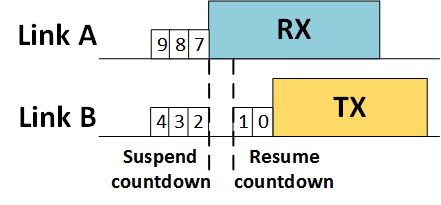 Link A
9 8 7
RX
Link B
4 3 2
1 0
TX
Suspend
countdown
Resume
countdown